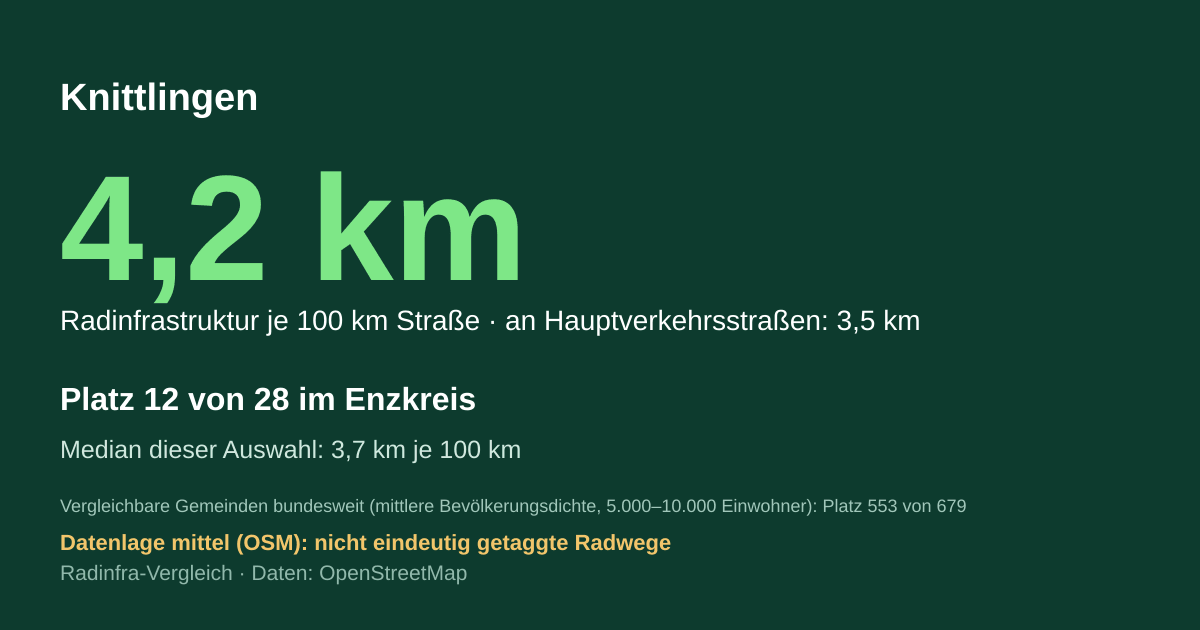 Knittlingen
4,2 km
Radinfrastruktur je 100 km Straße · an Hauptverkehrsstraßen: 3,5 km
Platz 12 von 28 im Enzkreis
Median dieser Auswahl: 3,7 km je 100 km
Vergleichbare Gemeinden bundesweit (mittlere Bevölkerungsdichte, 5.000–10.000 Einwohner): Platz 553 von 679
Datenlage mittel (OSM): nicht eindeutig getaggte Radwege
Radinfra-Vergleich · Daten: OpenStreetMap